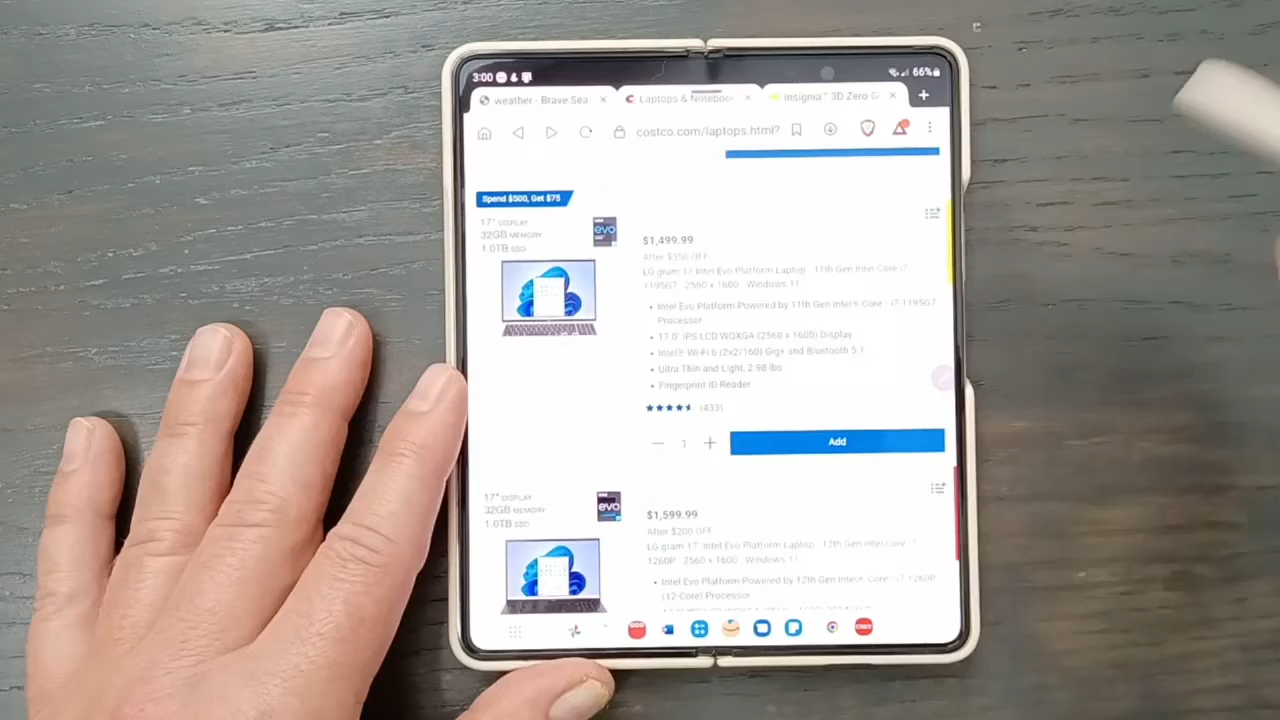 3:00
66%
weather - Brave Sea
Laptops & Noteboo
Insignia™ 3D Zero G
costco.com/laptops.html?
Spend $500, Get $75
17" DISPLAY
32GB MEMORY
1.0TB SSD
evo
$1,499.99
After $350 OFF
LG gram 17 Intel Evo Platform Laptop 11th Gen Intel Core i7
1195G7 2560 x 1600 Windows 11
• Intel Evo Platform Powered by 11th Gen Intel® Core i7 1195G7
Processor
• 17.0" IPS LCD WQXGA (2560 x 1600) Display
• Intel® Wi-Fi 6 (2x2/160) Gig+ and Bluetooth 5.1
• Ultra Thin and Light, 2.98 lbs
• Fingerprint ID Reader
(433)
1
Add
17" DISPLAY
32GB MEMORY
1.0TB SSD
evo
$1,599.99
After $200 OFF
LG gram 17" Intel Evo Platform Laptop 12th Gen Intel Core i7
1260P 2560 x 1600 Windows 11
• Intel Evo Platform Powered by 12th Gen Intel® Core i7 1260P
(12-Core) Processor